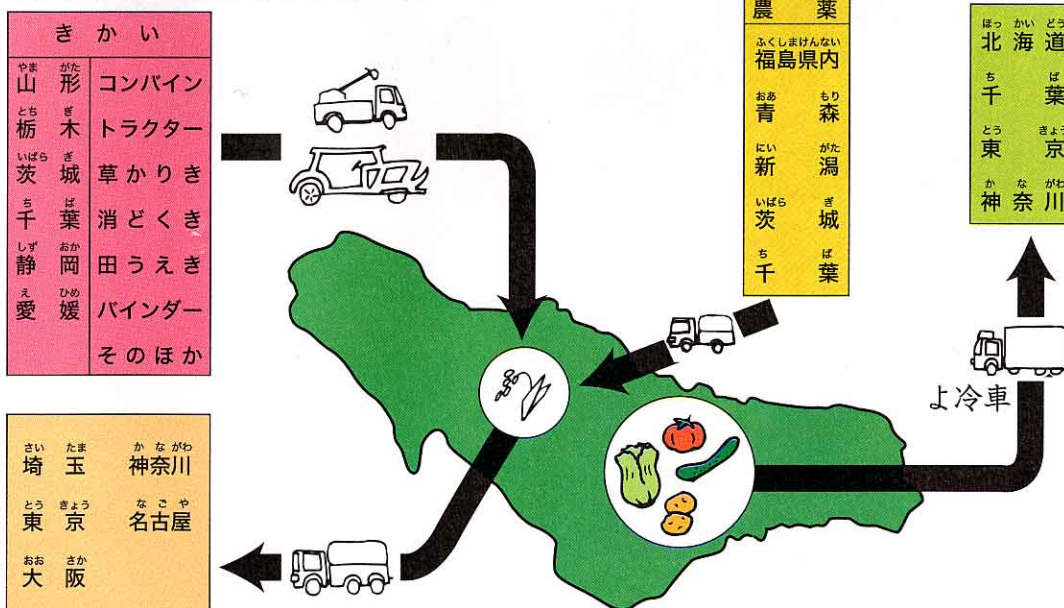 きかい
山形 コンバイン
栃木 トラクター
茨城 草かりき
千葉 消どくき
静岡 田うえき
愛媛 バインダー
そのほか
農薬
福島県内
青森
新潟
茨城
千葉
北海道
千葉
東京
神奈川
よ冷車
埼玉 神奈川
東京 名古屋
大阪